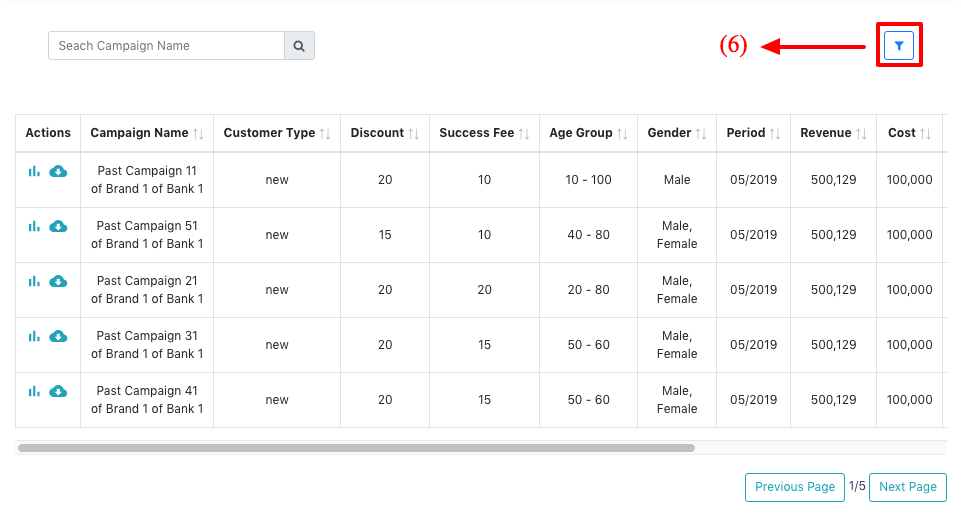 Seach Campaign Name
(6)
Actions Campaign Name Customer Type Discount Success Fee Age Group Gender Period Revenue Cost
Past Campaign 11
of Brand 1 of Bank 1
new 20 10 10 - 100 Male 05/2019 500,129 100,000
Past Campaign 51
of Brand 1 of Bank 1
new 15 10 40 - 80 Male,
Female
05/2019 500,129 100,000
Past Campaign 21
of Brand 1 of Bank 1
new 20 20 20 - 80 Male,
Female
05/2019 500,129 100,000
Past Campaign 31
of Brand 1 of Bank 1
new 20 15 50 - 60 Male,
Female
05/2019 500,129 100,000
Past Campaign 41
of Brand 1 of Bank 1
new 20 15 50 - 60 Male,
Female
05/2019 500,129 100,000
Previous Page 1/5 Next Page